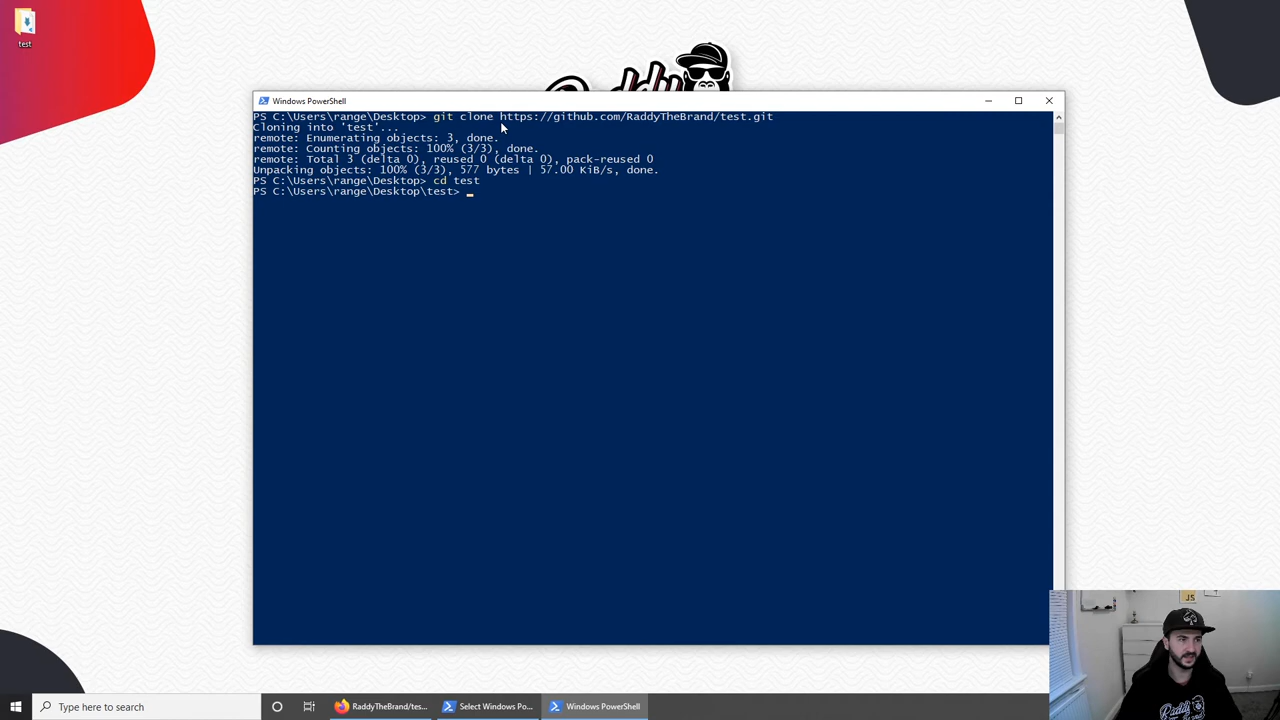 test
Raddy
Windows PowerShell
PS C:\Users\range\Desktop> git clone https://github.com/RaddyTheBrand/test.git
Cloning into 'test'...
remote: Enumerating objects: 3, done.
remote: Counting objects: 100% (3/3), done.
remote: Total 3 (delta 0), reused 0 (delta 0), pack-reused 0
Unpacking objects: 100% (3/3), 577 bytes | 57.00 KiB/s, done.
PS C:\Users\range\Desktop> cd test
PS C:\Users\range\Desktop\test>
JS
Raddy
Type here to search
RaddyTheBrand/tes...
Select Windows Po...
Windows PowerShell